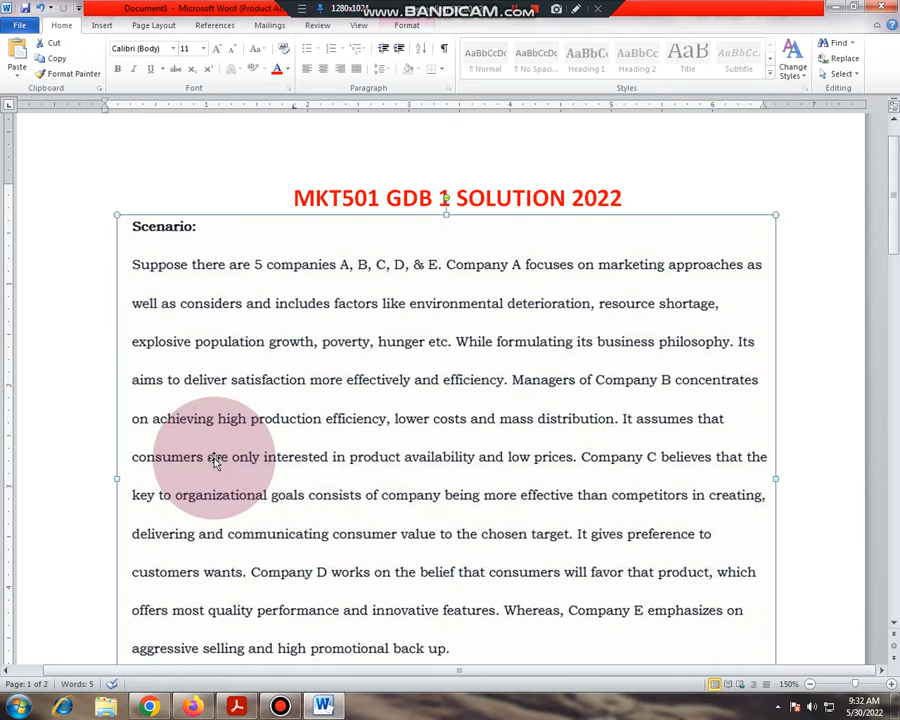 Document1 - Microsoft Word (Product A
1280x1024
www.BANDICAM.com
File Home Insert Page Layout References Mailings Review View Format
Paste
Cut
Copy
Format Painter
Clipboard
Calibri (Body) 11
Font
Paragraph
AaBbCcDc AaBbCcDc AaBbC AaBbCc AaB AaBbCc.
¶ Normal ¶ No Spaci... Heading 1 Heading 2 Title Subtitle
Styles
Change Styles
Find
Replace
Select
Editing
MKT501 GDB 1 SOLUTION 2022
Scenario:
Suppose there are 5 companies A, B, C, D, & E. Company A focuses on marketing approaches as
well as considers and includes factors like environmental deterioration, resource shortage,
explosive population growth, poverty, hunger etc. While formulating its business philosophy. Its
aims to deliver satisfaction more effectively and efficiency. Managers of Company B concentrates
on achieving high production efficiency, lower costs and mass distribution. It assumes that
consumers are only interested in product availability and low prices. Company C believes that the
key to organizational goals consists of company being more effective than competitors in creating,
delivering and communicating consumer value to the chosen target. It gives preference to
customers wants. Company D works on the belief that consumers will favor that product, which
offers most quality performance and innovative features. Whereas, Company E emphasizes on
aggressive selling and high promotional back up.
Page: 1 of 2 Words: 5
150%
9:32 AM
5/30/2022